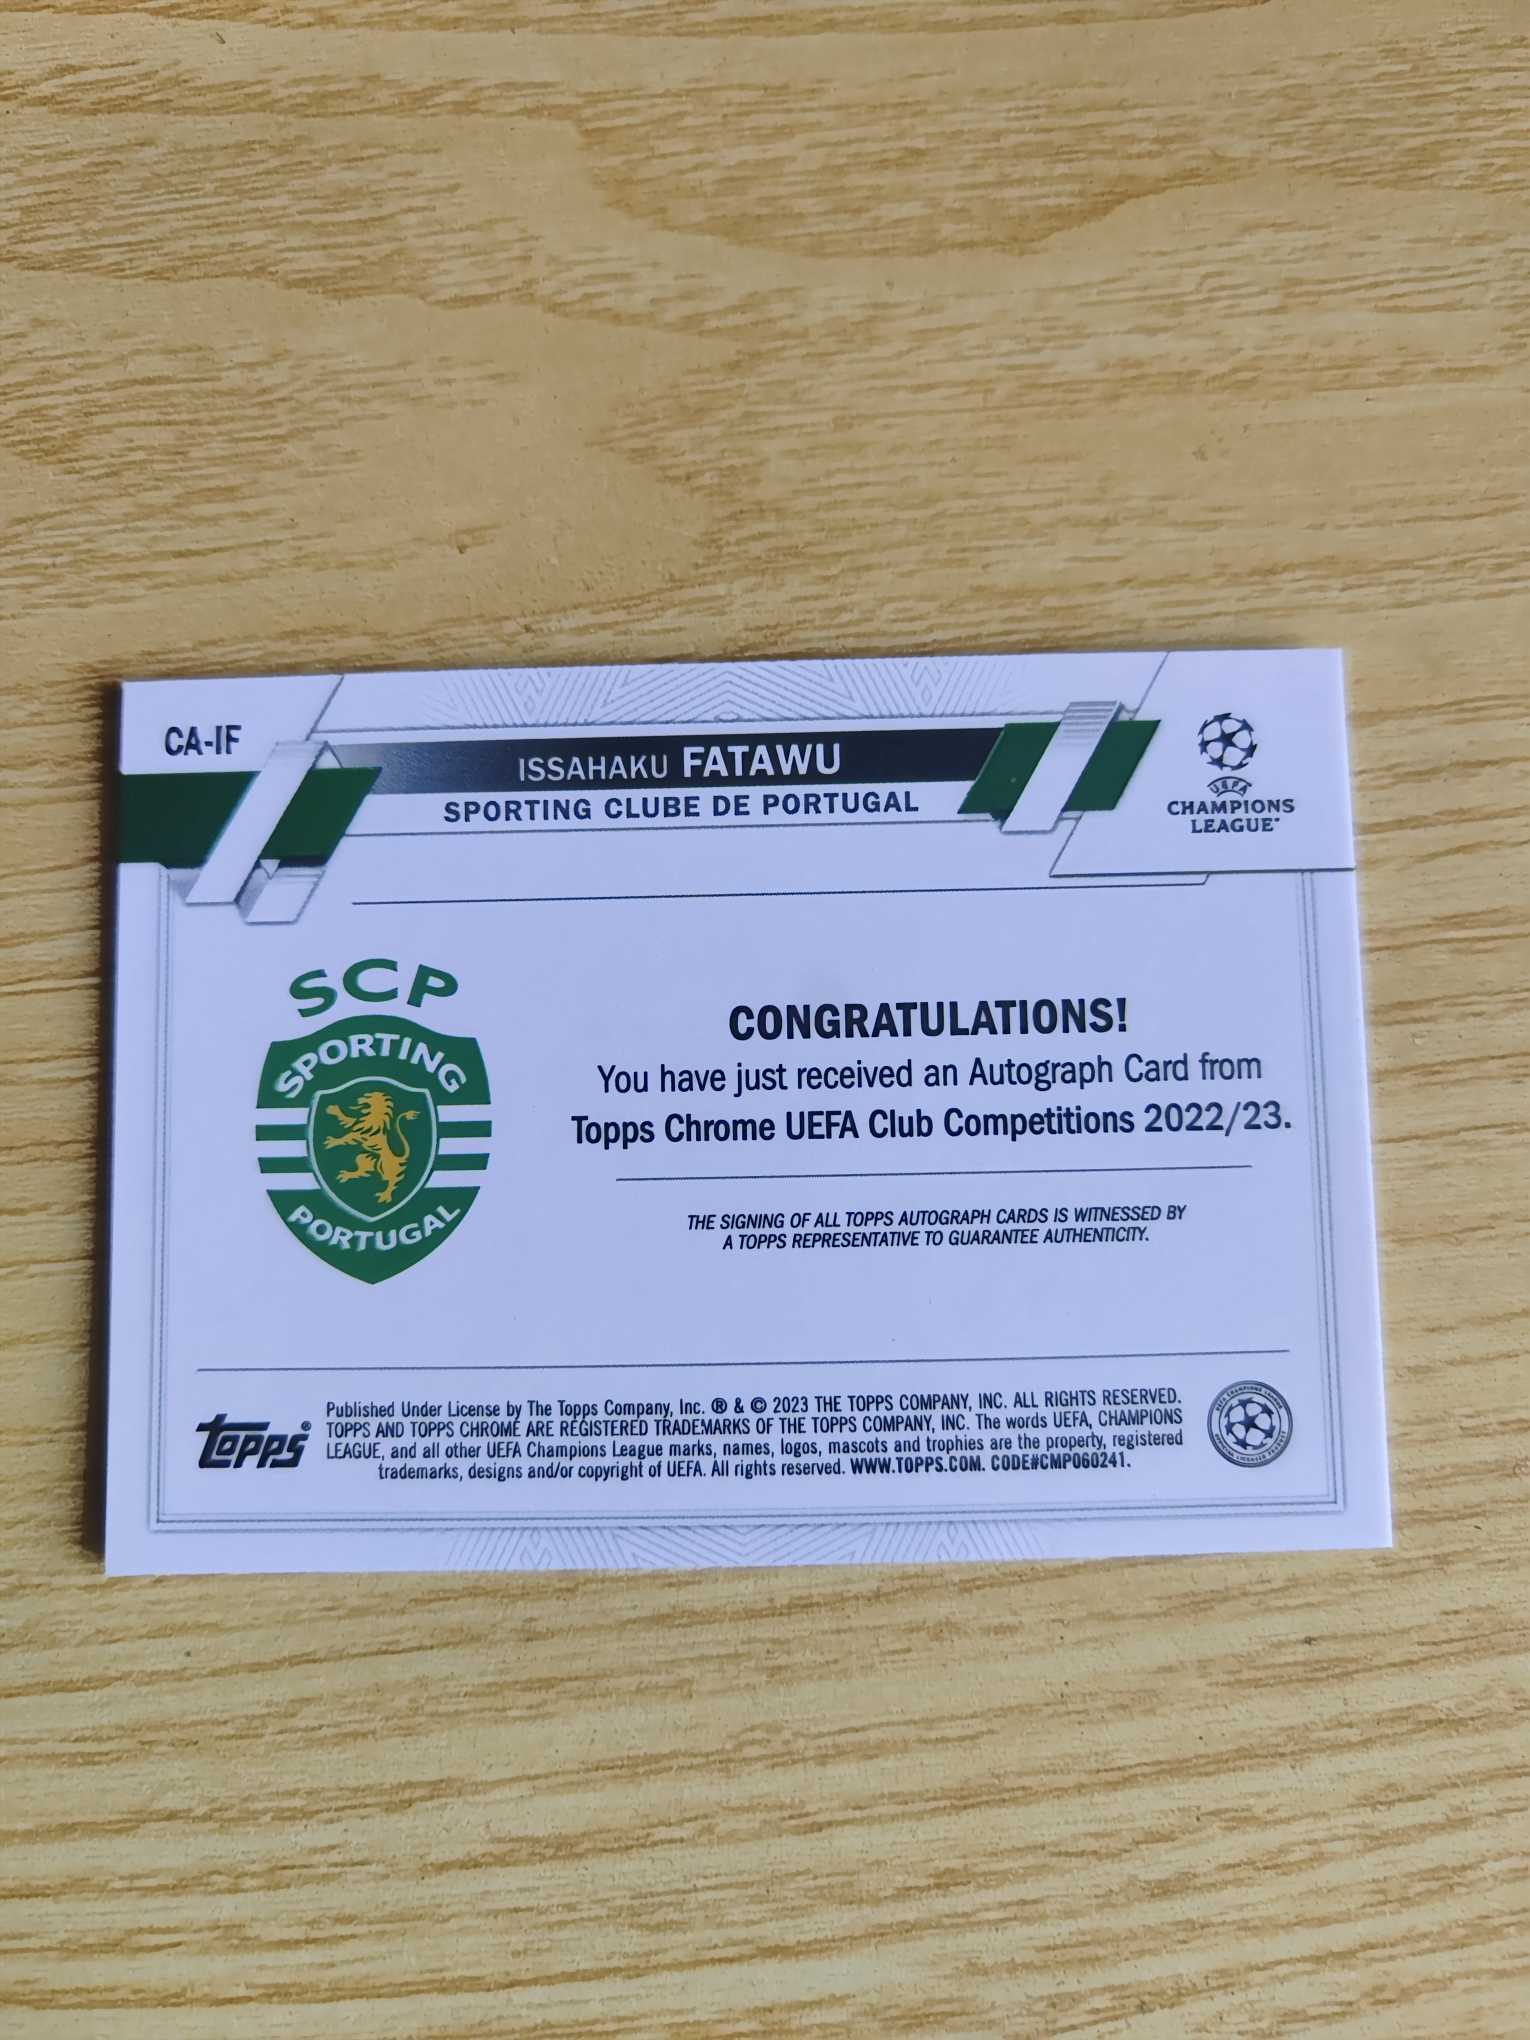 CA-IF
ISSAHAKU FATAWU
SPORTING CLUBE DE PORTUGAL
UEFA
CHAMPIONS
LEAGUE
SCP
SPORTING
PORTUGAL
CONGRATULATIONS!
You have just received an Autograph Card from
Topps Chrome UEFA Club Competitions 2022/23.
THE SIGNING OF ALL TOPPS AUTOGRAPH CARDS IS WITNESSED BY
A TOPPS REPRESENTATIVE TO GUARANTEE AUTHENTICITY.
topps®
Published Under License by The Topps Company, Inc. ® & © 2023 THE TOPPS COMPANY, INC. ALL RIGHTS RESERVED.
TOPPS AND TOPPS CHROME ARE REGISTERED TRADEMARKS OF THE TOPPS COMPANY, INC. The words UEFA, CHAMPIONS
LEAGUE, and all other UEFA Champions League marks, names, logos, mascots and trophies are the property, registered
trademarks, designs and/or copyright of UEFA. All rights reserved. WWW.TOPPS.COM. CODE#CMP060241.